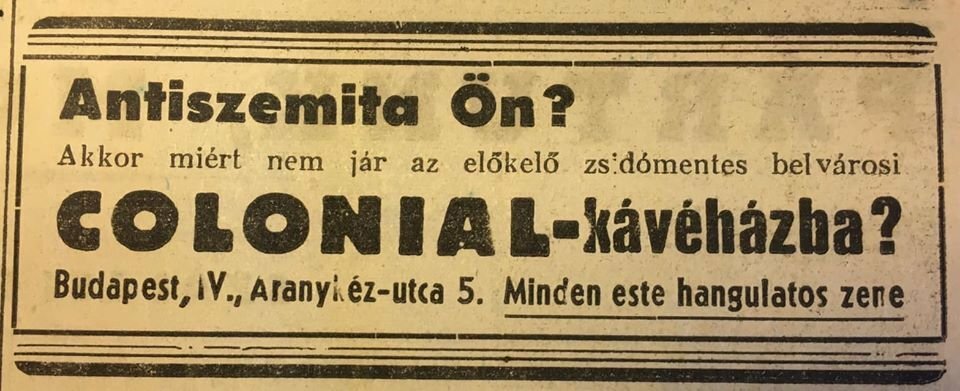 Antiszemita Ön?
Akkor miért nem jár az előkelő zsidómentes belvárosi
COLONIAL-kávéházba?
Budapest, IV., Aranykéz-utca 5. Minden este hangulatos zene